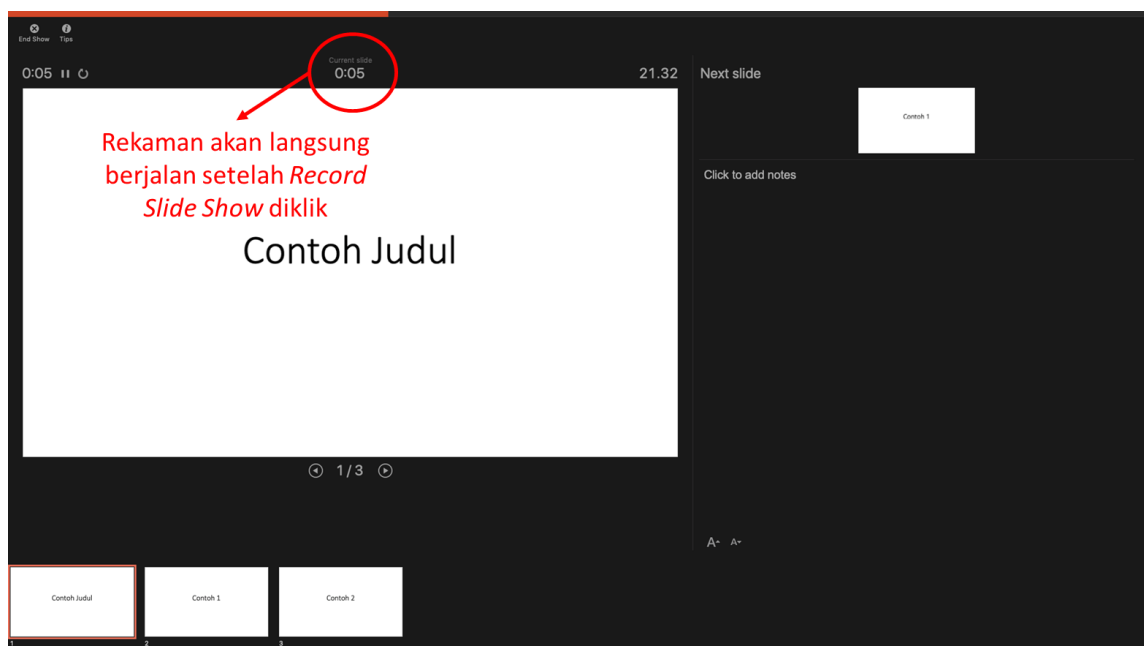 End Show Tips
0:05
Current slide
0:05
21.32
Next slide
Rekaman akan langsung
berjalan setelah Record
Slide Show diklik
Contoh Judul
Contoh 1
Click to add notes
1/3
A A
Contoh Judul
Contoh 1
Contoh 2
1 2 3